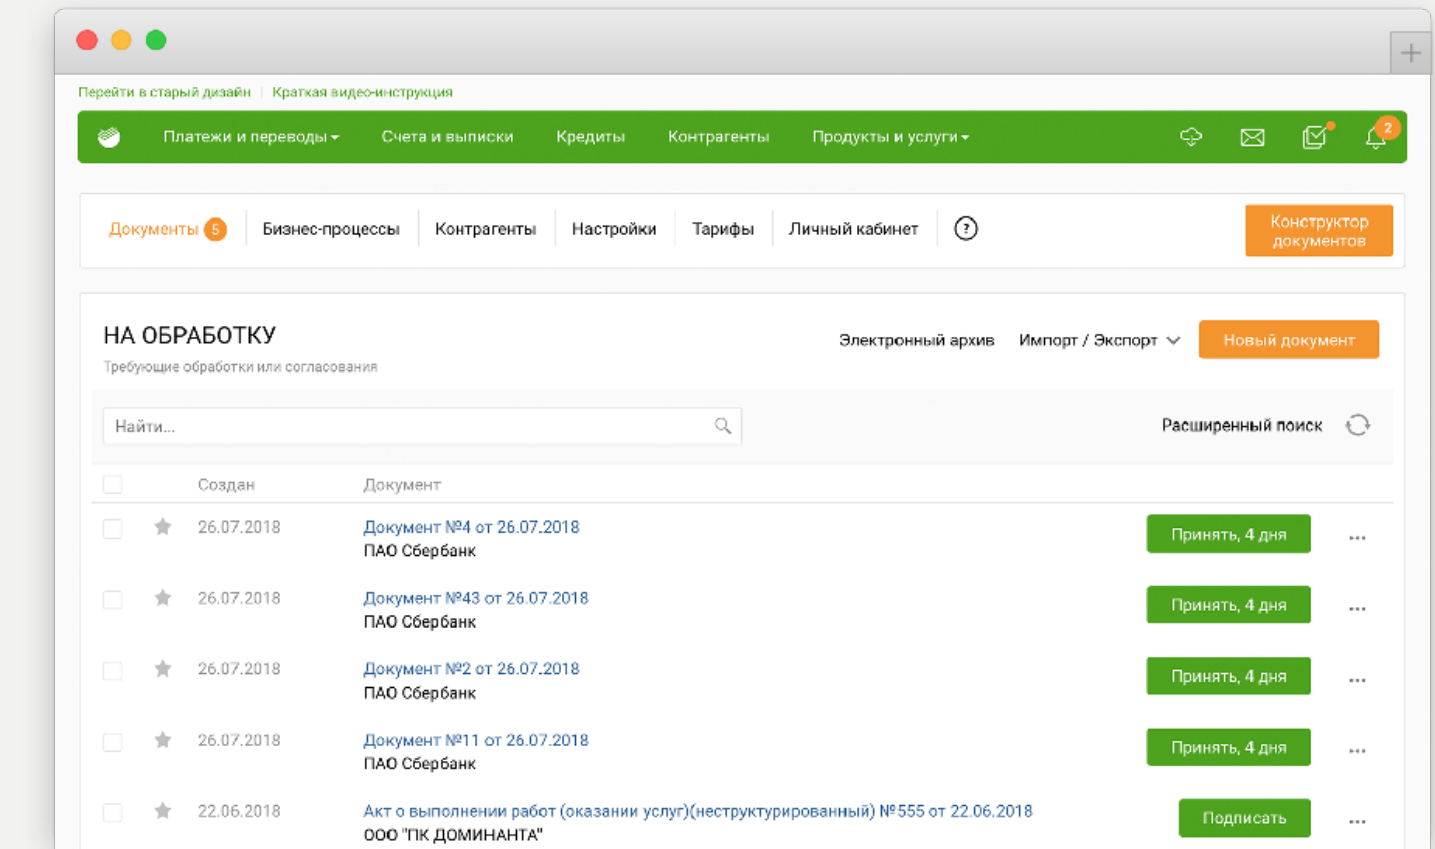 Перейти в старый дизайн | Краткая видео-инструкция
Платежи и переводы Счета и выписки Кредиты Контрагенты Продукты и услуги 2
Документы 5 Бизнес-процессы Контрагенты Настройки Тарифы Личный кабинет ? Конструктор
документов
НА ОБРАБОТКУ
Электронный архив Импорт / Экспорт Новый документ
Требующие обработки или согласования
Найти... Расширенный поиск
Создан Документ
26.07.2018 Документ №4 от 26.07.2018
ПАО Сбербанк
Принять, 4 дня ...
26.07.2018 Документ №43 от 26.07.2018
ПАО Сбербанк
Принять, 4 дня ...
26.07.2018 Документ №2 от 26.07.2018
ПАО Сбербанк
Принять, 4 дня ...
26.07.2018 Документ №11 от 26.07.2018
ПАО Сбербанк
Принять, 4 дня ...
22.06.2018 Акт о выполнении работ (оказании услуг)(неструктурированный) №555 от 22.06.2018
ООО "ПК ДОМИНАНТА"
Подписать ...